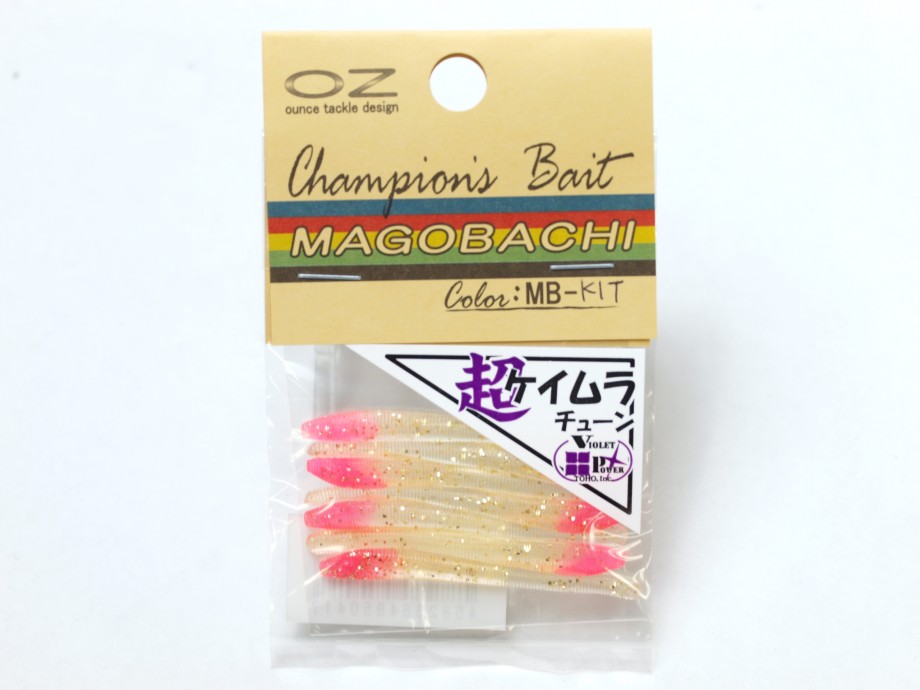 OZ
ounce tackle design
Champion's Bait
MAGOBACHI
Color:MB-KIT
超ケイムラ
チューン
VIOLET
POWER
TOHO.Inc.